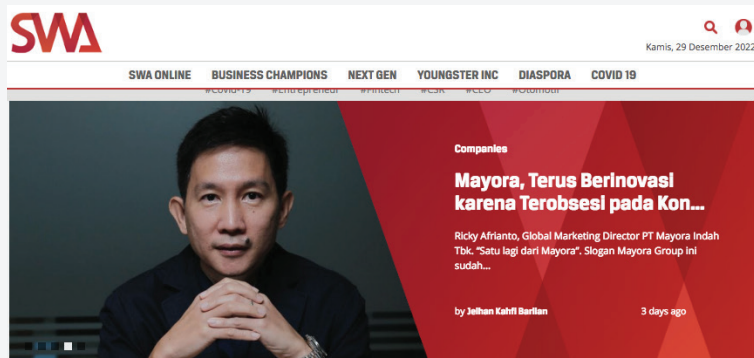 SWA
Kamis, 29 Desember 2022
SWA ONLINE BUSINESS CHAMPIONS NEXT GEN YOUNGSTER INC DIASPORA COVID 19
#Covid-19 #Entrepreneur #Fintech #CSR #CEO #Otomotif
Companies
Mayora, Terus Berinovasi
karena Terobsesi pada Kon...
Ricky Afrianto, Global Marketing Director PT Mayora Indah
Tbk. “Satu lagi dari Mayora”. Slogan Mayora Group ini
sudah...
by Jeihan Kahfi Barlian 3 days ago